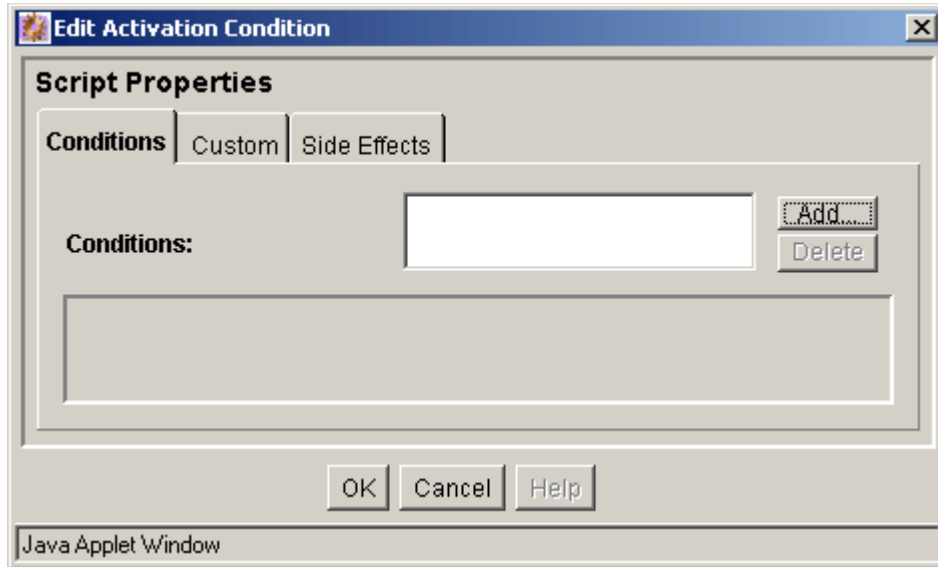 Edit Activation Condition
Script Properties
Conditions Custom Side Effects
Conditions:
Add...
Delete
OK Cancel Help
Java Applet Window